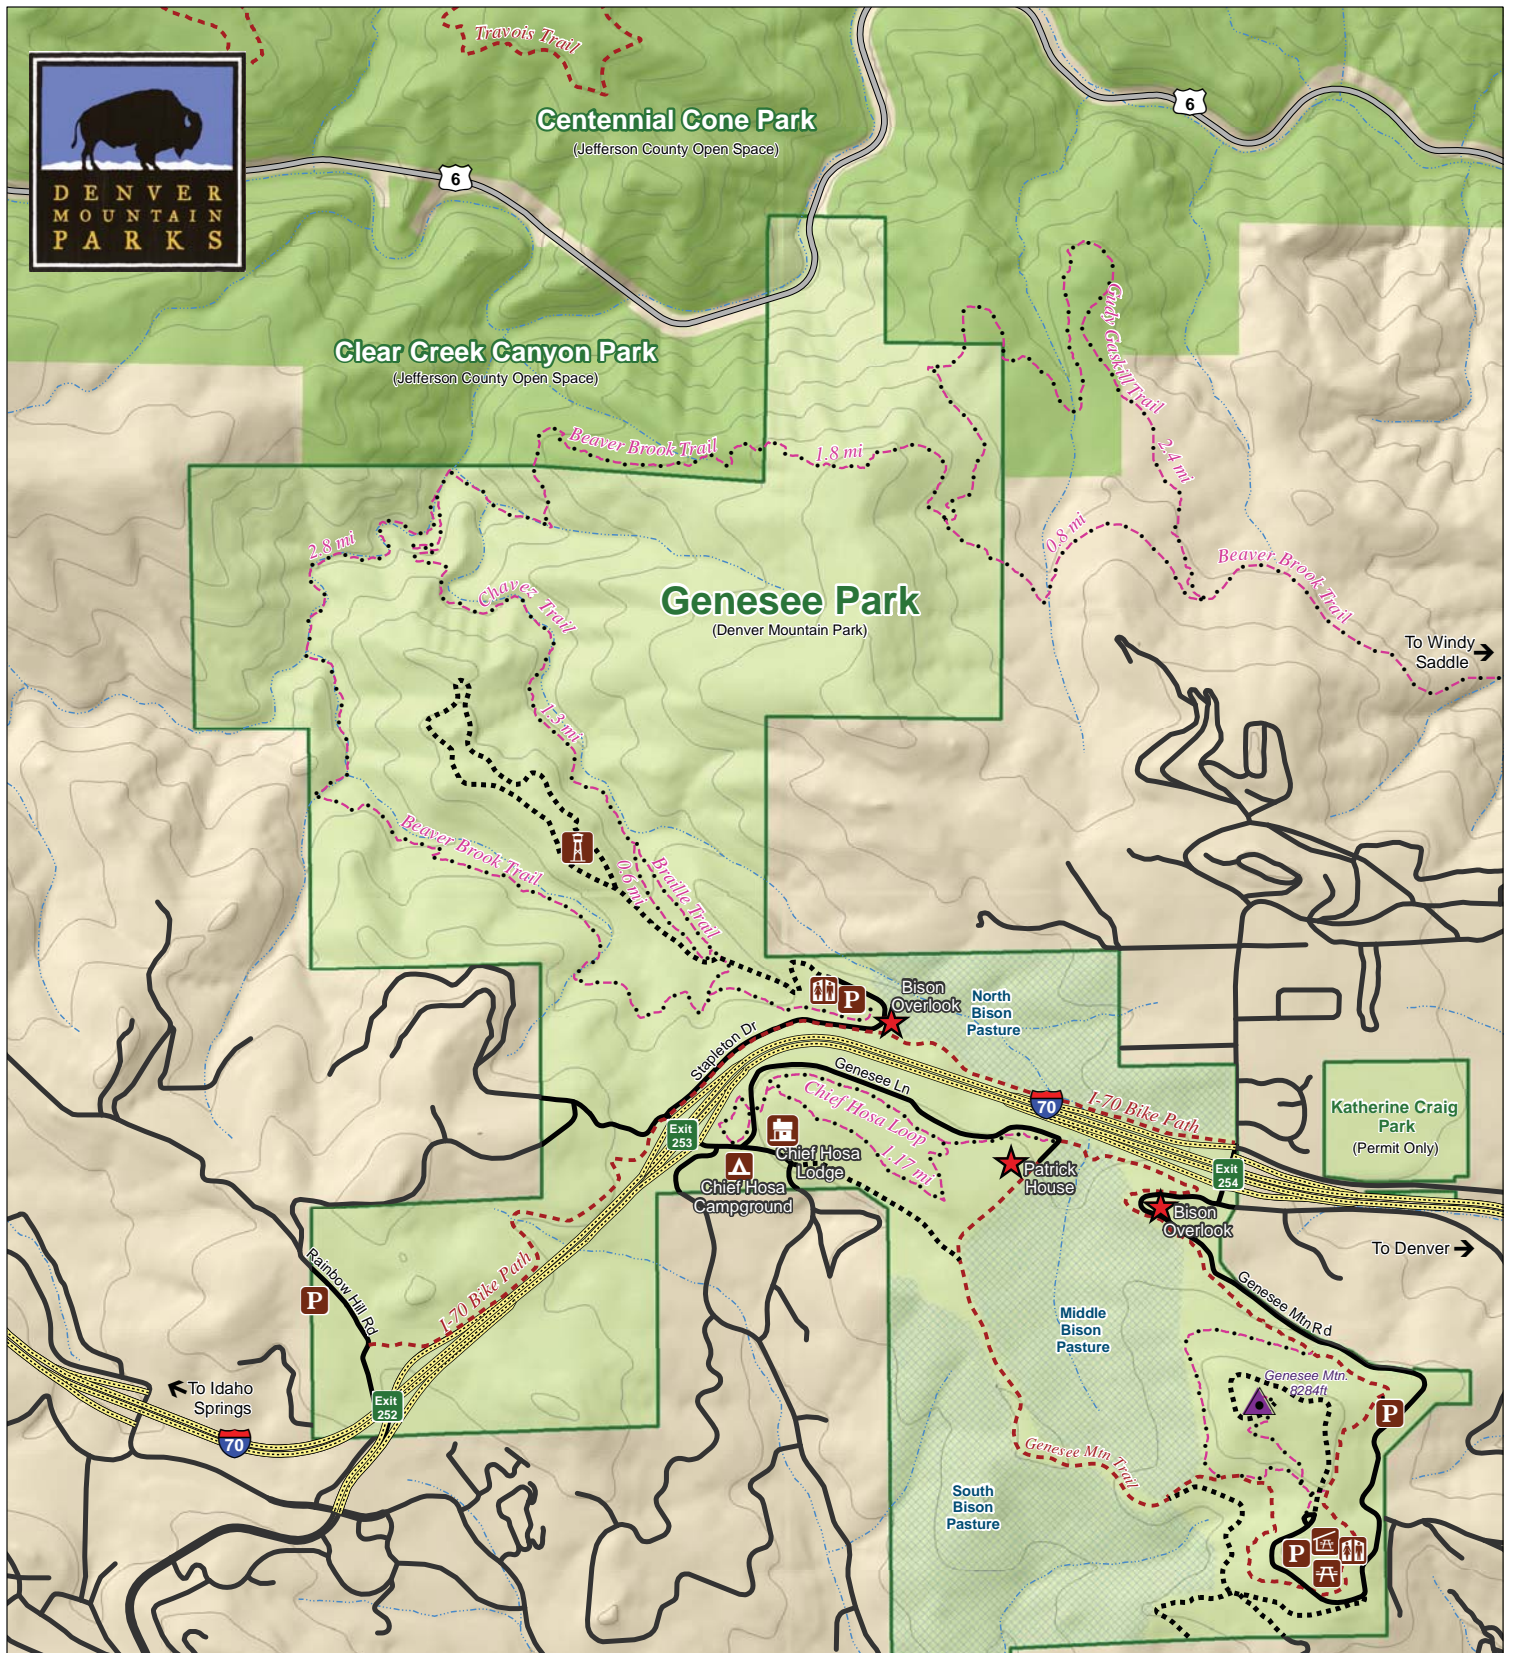 Travois Trail
DENVER
MOUNTAIN
PARKS
6
Centennial Cone Park
(Jefferson County Open Space)
6
Clear Creek Canyon Park
(Jefferson County Open Space)
Cindy Gaskill Trail
2.4 mi
Beaver Brook Trail
1.8 mi
2.8 mi
0.8 mi
Beaver Brook Trail
Chavez Trail
Genesee Park
(Denver Mountain Park)
To Windy
Saddle
1.3 mi
Beaver Brook Trail
0.6 mi
Braille Trail
P
Bison
Overlook
North
Bison
Pasture
Stapleton Dr
Genesee Ln
Chief Hosa Loop
1.17 mi
70
I-70 Bike Path
Katherine Craig
Park
(Permit Only)
Exit
253
Chief Hosa
Lodge
Chief Hosa
Campground
Patrick
House
Exit
254
Bison
Overlook
To Denver
Rainbow Hill Rd
P
I-70 Bike Path
Genesee Mtn Rd
Middle
Bison
Pasture
To Idaho
Springs
Exit
252
70
Genesee Mtn.
8284ft
P
Genesee Mtn Trail
South
Bison
Pasture
P